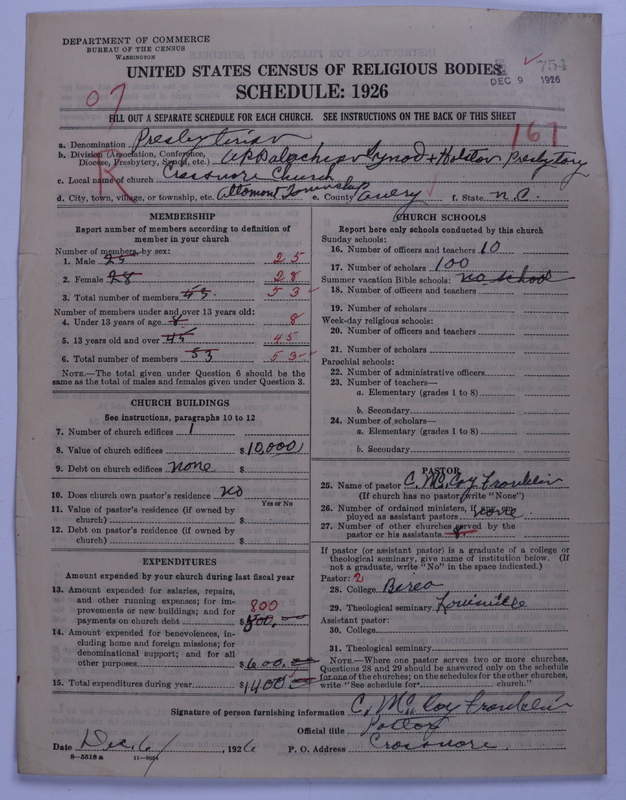 DEPARTMENT OF COMMERCE
BUREAU OF THE CENSUS
WASHINGTON
754
DEC 9 1926
UNITED STATES CENSUS OF RELIGIOUS BODIES
SCHEDULE: 1926
07
FILL OUT A SEPARATE SCHEDULE FOR EACH CHURCH. SEE INSTRUCTIONS ON THE BACK OF THIS SHEET
167
R
a. Denomination Presbyterian
b. Division (Association, Conference, Diocese, Presbytery, Synod, etc.) Appalachian Synod + Holston Presbytery
c. Local name of church Crossnore Church
d. City, town, village, or township, etc. Altamont Township e. County Avery f. State N.C.
MEMBERSHIP
Report number of members according to definition of
member in your church
Number of members by sex:
1. Male 25 25
2. Female 28 28
3. Total number of members 43 53
Number of members under and over 13 years old:
4. Under 13 years of age 8 8
5. 13 years old and over 45 45
6. Total number of members 53 53
NOTE.—The total given under Question 6 should be the
same as the total of males and females given under Question 3.
CHURCH BUILDINGS
See instructions, paragraphs 10 to 12
7. Number of church edifices 1
8. Value of church edifices $10,000
9. Debt on church edifices none $
10. Does church own pastor's residence no
Yes or No
11. Value of pastor's residence (if owned by
church) $
12. Debt on pastor's residence (if owned by
church) $
EXPENDITURES
Amount expended by your church during last fiscal year
13. Amount expended for salaries, repairs,
and other running expenses; for im-
provements or new buildings; and for
payments on church debt $800.00
800
14. Amount expended for benevolences, in-
cluding home and foreign missions; for
denominational support; and for all
other purposes $600.00
15. Total expenditures during year $1400.00
CHURCH SCHOOLS
Report here only schools conducted by this church
Sunday schools:
16. Number of officers and teachers 10
17. Number of scholars 100
Summer vacation Bible schools: no school
18. Number of officers and teachers
19. Number of scholars
Week-day religious schools:
20. Number of officers and teachers
21. Number of scholars
Parochial schools:
22. Number of administrative officers
23. Number of teachers—
a. Elementary (grades 1 to 8)
b. Secondary
24. Number of scholars—
a. Elementary (grades 1 to 8)
b. Secondary
PASTOR
25. Name of pastor C. McCoy Franklin
(If church has no pastor, write "None")
26. Number of ordained ministers, if any, em-
ployed as assistant pastors none
27. Number of other churches served by the
pastor or his assistants
If pastor (or assistant pastor) is a graduate of a college or
theological seminary, give name of institution below. (If
not a graduate, write "No" in the space indicated.)
Pastor: 2
28. College Berea
29. Theological seminary Louisville
Assistant pastor:
30. College
31. Theological seminary
NOTE.—Where one pastor serves two or more churches,
Questions 28 and 29 should be answered only on the schedule
for one of the churches; on the schedules for the other churches,
write "See schedule for church."
Signature of person furnishing information C. McCoy Franklin
Official title Pastor
Date Dec. 6, 1926 P. O. Address Crossnore.
8—5518 a 11—9034